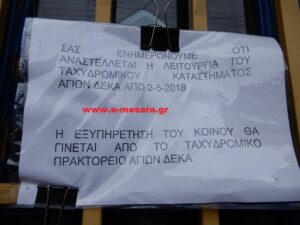 ΣΑΣ ΕΝΗΜΕΡΩΝΟΥΜΕ ΟΤΙ
ΑΝΑΣΤΕΛΛΕΤΑΙ Η ΛΕΙΤΟΥΡΓΙΑ ΤΟΥ
ΤΑΧΥΔΡΟΜΙΚΟΥ ΚΑΤΑΣΤΗΜΑΤΟΣ
ΑΓΙΩΝ ΔΕΚΑ ΑΠΟ 2-5-2018
www.e-mesara.gr
Η ΕΞΥΠΗΡΕΤΗΣΗ ΤΟΥ ΚΟΙΝΟΥ ΘΑ
ΓΙΝΕΤΑΙ ΑΠΟ ΤΟ ΤΑΧΥΔΡΟΜΙΚΟ
ΠΡΑΚΤΟΡΕΙΟ ΑΓΙΩΝ ΔΕΚΑ